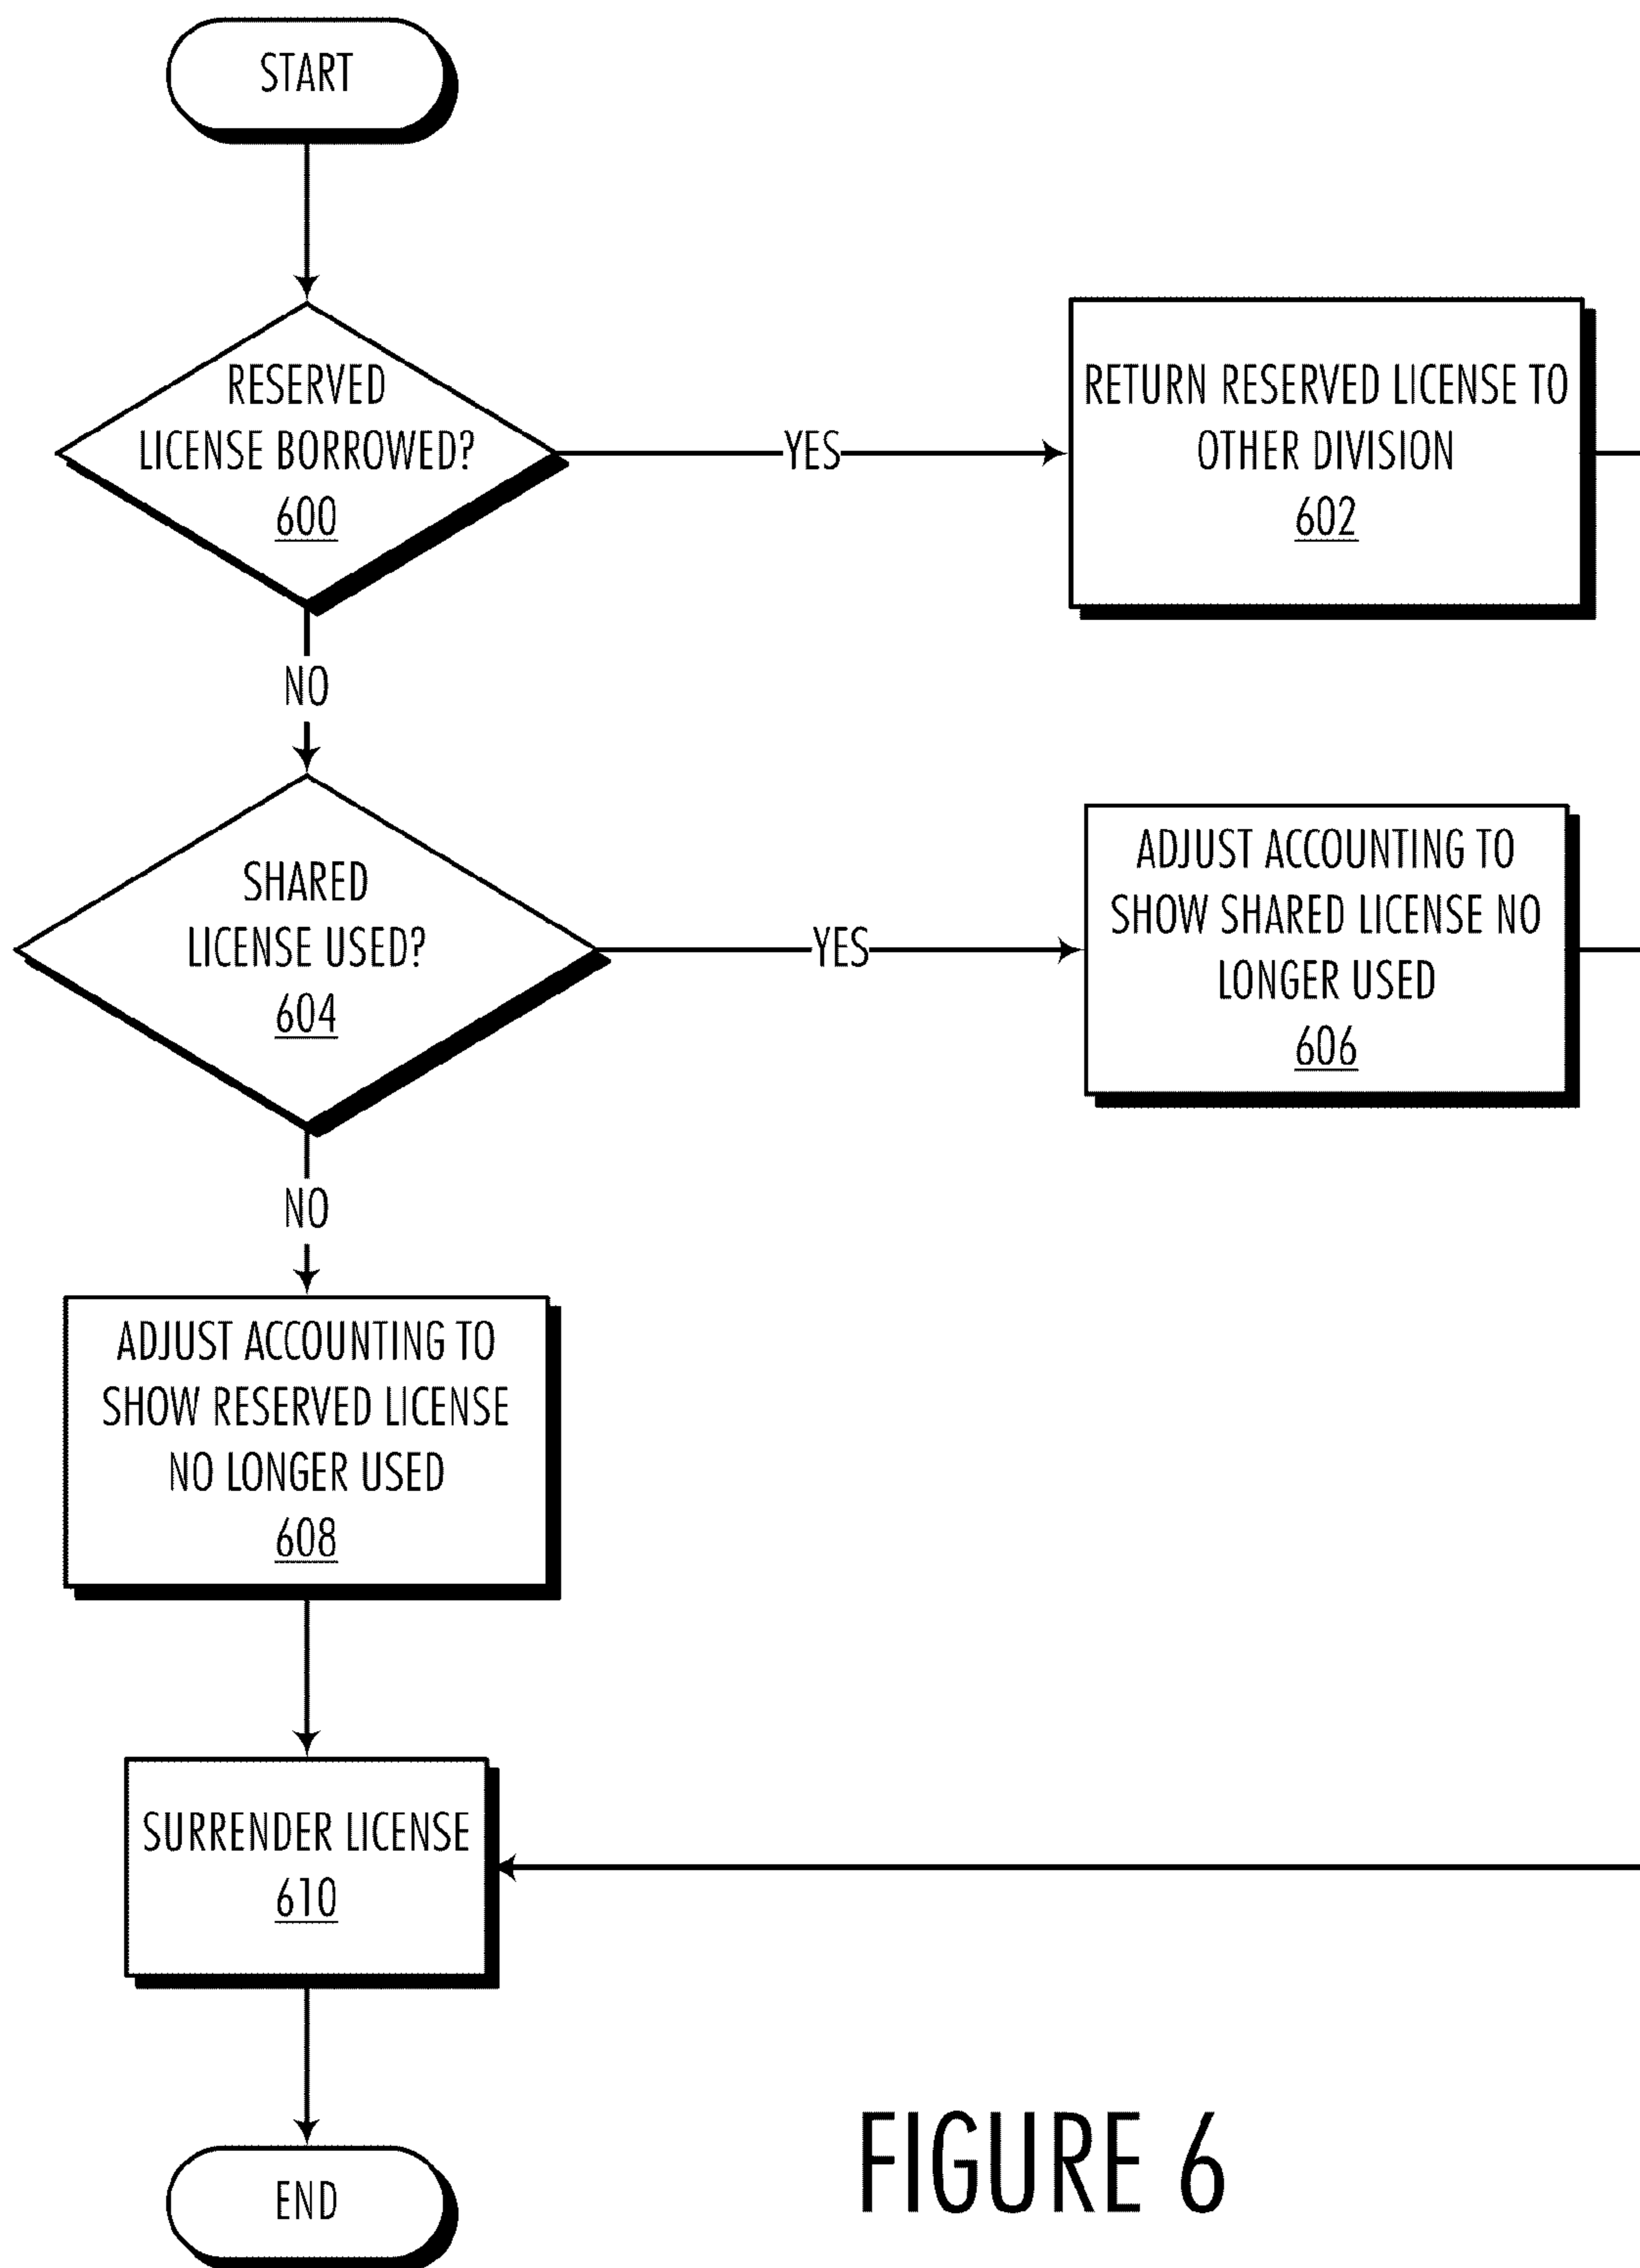 START
RESERVED
LICENSE BORROWED?
600
YES
RETURN RESERVED LICENSE TO
OTHER DIVISION
602
NO
SHARED
LICENSE USED?
604
YES
ADJUST ACCOUNTING TO
SHOW SHARED LICENSE NO
LONGER USED
606
NO
ADJUST ACCOUNTING TO
SHOW RESERVED LICENSE
NO LONGER USED
608
SURRENDER LICENSE
610
END
FIGURE 6